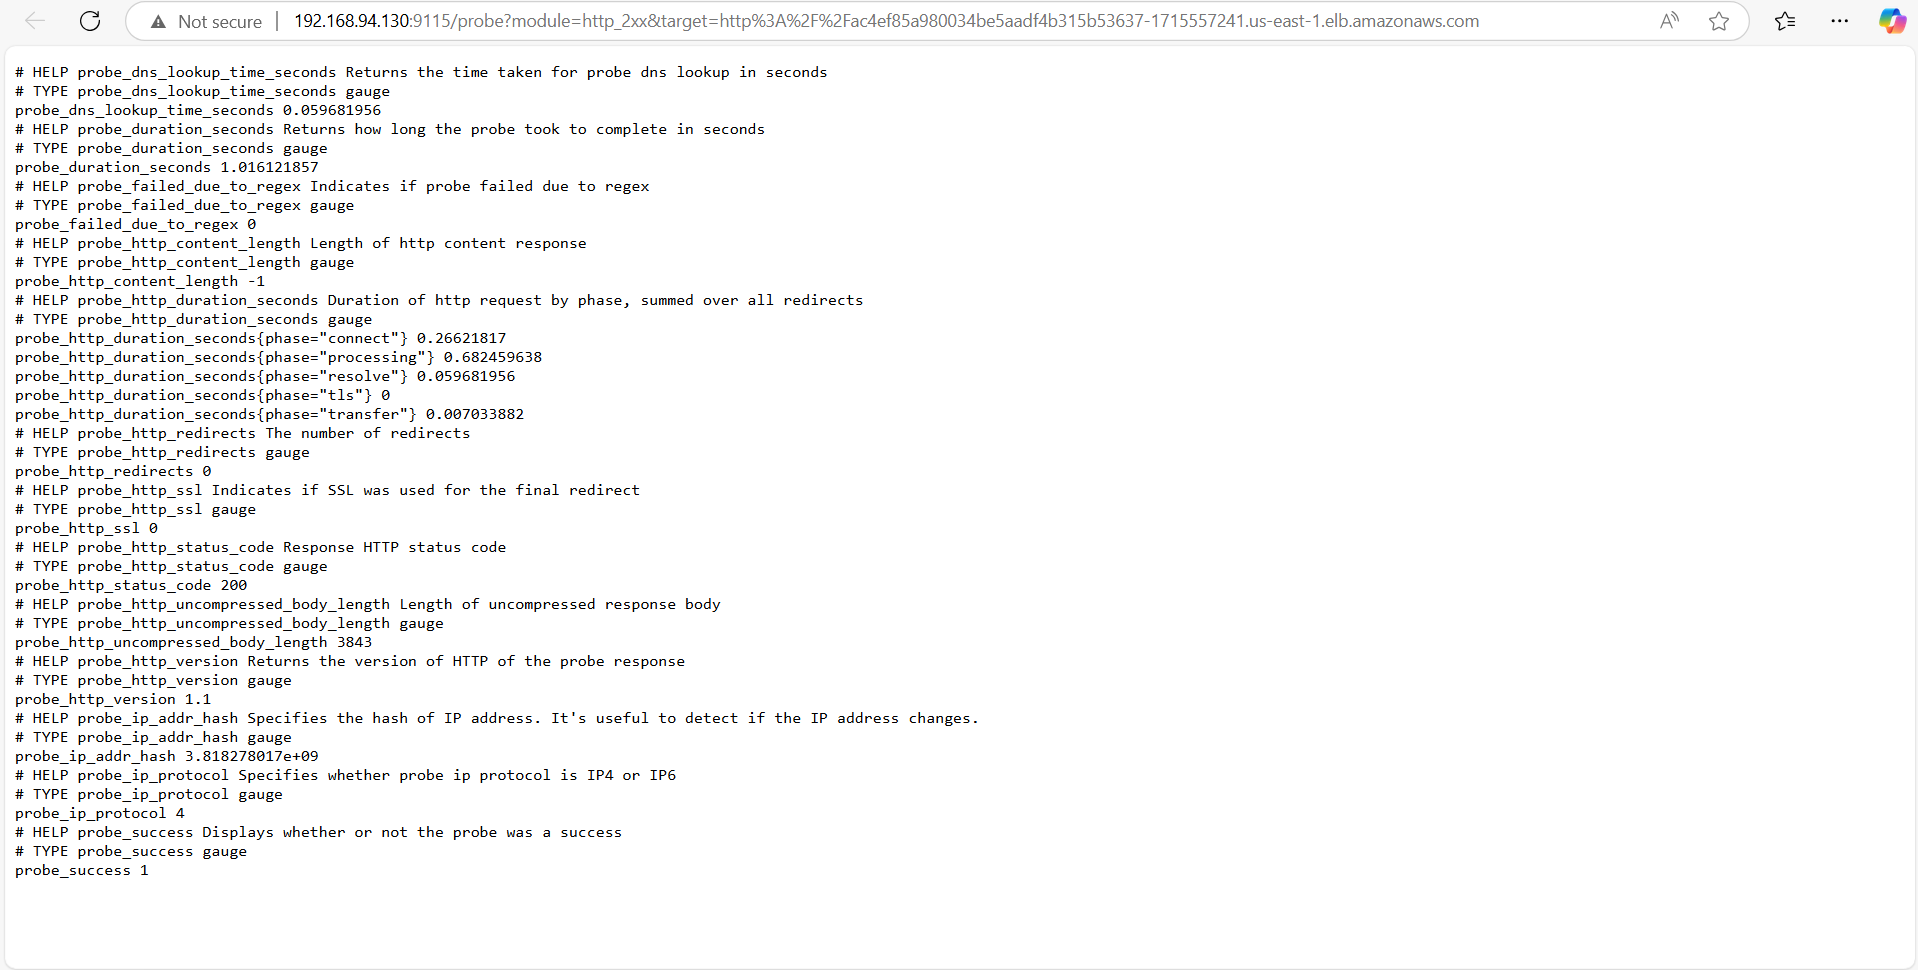 Not secure | 192.168.94.130:9115/probe?module=http_2xx&target=http%3A%2F%2Fac4ef85a980034be5aadf4b315b53637-1715557241.us-east-1.elb.amazonaws.com
# HELP probe_dns_lookup_time_seconds Returns the time taken for probe dns lookup in seconds
# TYPE probe_dns_lookup_time_seconds gauge
probe_dns_lookup_time_seconds 0.059681956
# HELP probe_duration_seconds Returns how long the probe took to complete in seconds
# TYPE probe_duration_seconds gauge
probe_duration_seconds 1.016121857
# HELP probe_failed_due_to_regex Indicates if probe failed due to regex
# TYPE probe_failed_due_to_regex gauge
probe_failed_due_to_regex 0
# HELP probe_http_content_length Length of http content response
# TYPE probe_http_content_length gauge
probe_http_content_length -1
# HELP probe_http_duration_seconds Duration of http request by phase, summed over all redirects
# TYPE probe_http_duration_seconds gauge
probe_http_duration_seconds{phase="connect"} 0.26621817
probe_http_duration_seconds{phase="processing"} 0.682459638
probe_http_duration_seconds{phase="resolve"} 0.059681956
probe_http_duration_seconds{phase="tls"} 0
probe_http_duration_seconds{phase="transfer"} 0.007033882
# HELP probe_http_redirects The number of redirects
# TYPE probe_http_redirects gauge
probe_http_redirects 0
# HELP probe_http_ssl Indicates if SSL was used for the final redirect
# TYPE probe_http_ssl gauge
probe_http_ssl 0
# HELP probe_http_status_code Response HTTP status code
# TYPE probe_http_status_code gauge
probe_http_status_code 200
# HELP probe_http_uncompressed_body_length Length of uncompressed response body
# TYPE probe_http_uncompressed_body_length gauge
probe_http_uncompressed_body_length 3843
# HELP probe_http_version Returns the version of HTTP of the probe response
# TYPE probe_http_version gauge
probe_http_version 1.1
# HELP probe_ip_addr_hash Specifies the hash of IP address. It's useful to detect if the IP address changes.
# TYPE probe_ip_addr_hash gauge
probe_ip_addr_hash 3.818278017e+09
# HELP probe_ip_protocol Specifies whether probe ip protocol is IP4 or IP6
# TYPE probe_ip_protocol gauge
probe_ip_protocol 4
# HELP probe_success Displays whether or not the probe was a success
# TYPE probe_success gauge
probe_success 1